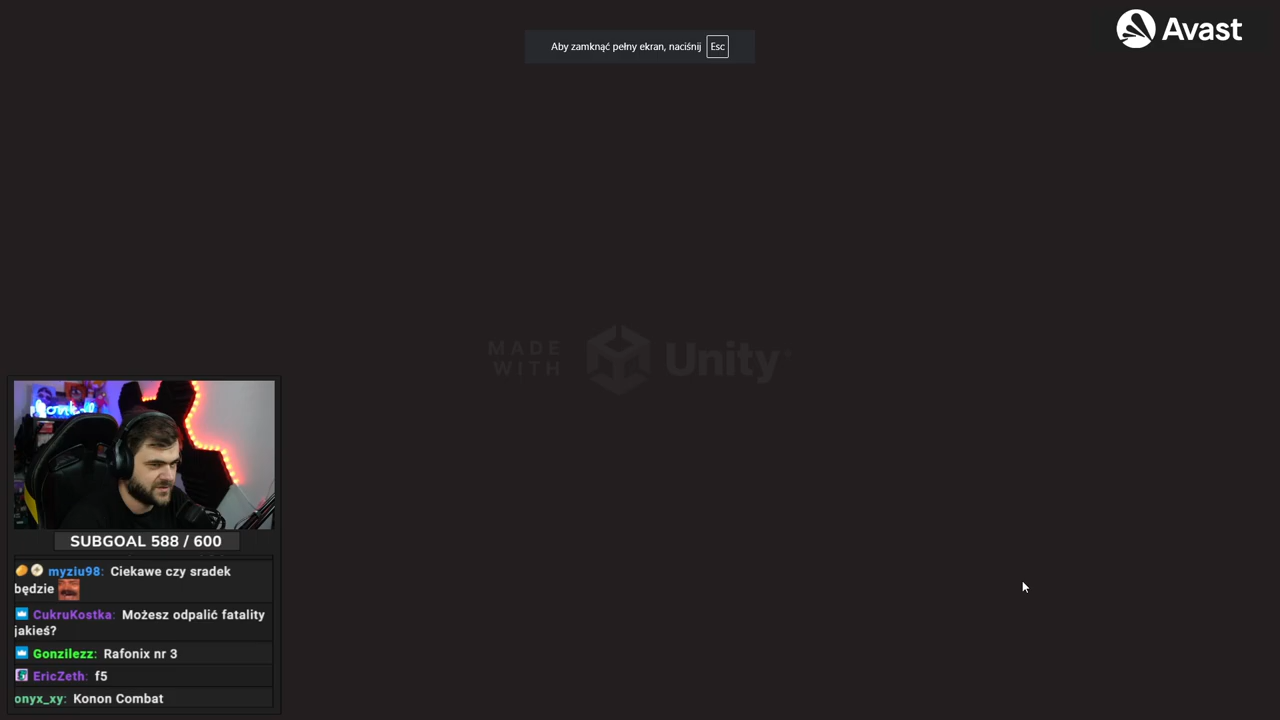 Aby zamknąć pełny ekran, naciśnij Esc
Avast
MADE
WITH
Unity
SUBGOAL 588 / 600
myziu98: Ciekawe czy sradek
będzie
CukruKostka: Możesz odpalić fatality
jakieś?
Gonzilezz: Rafonix nr 3
EricZeth: f5
onyx_xy: Konon Combat